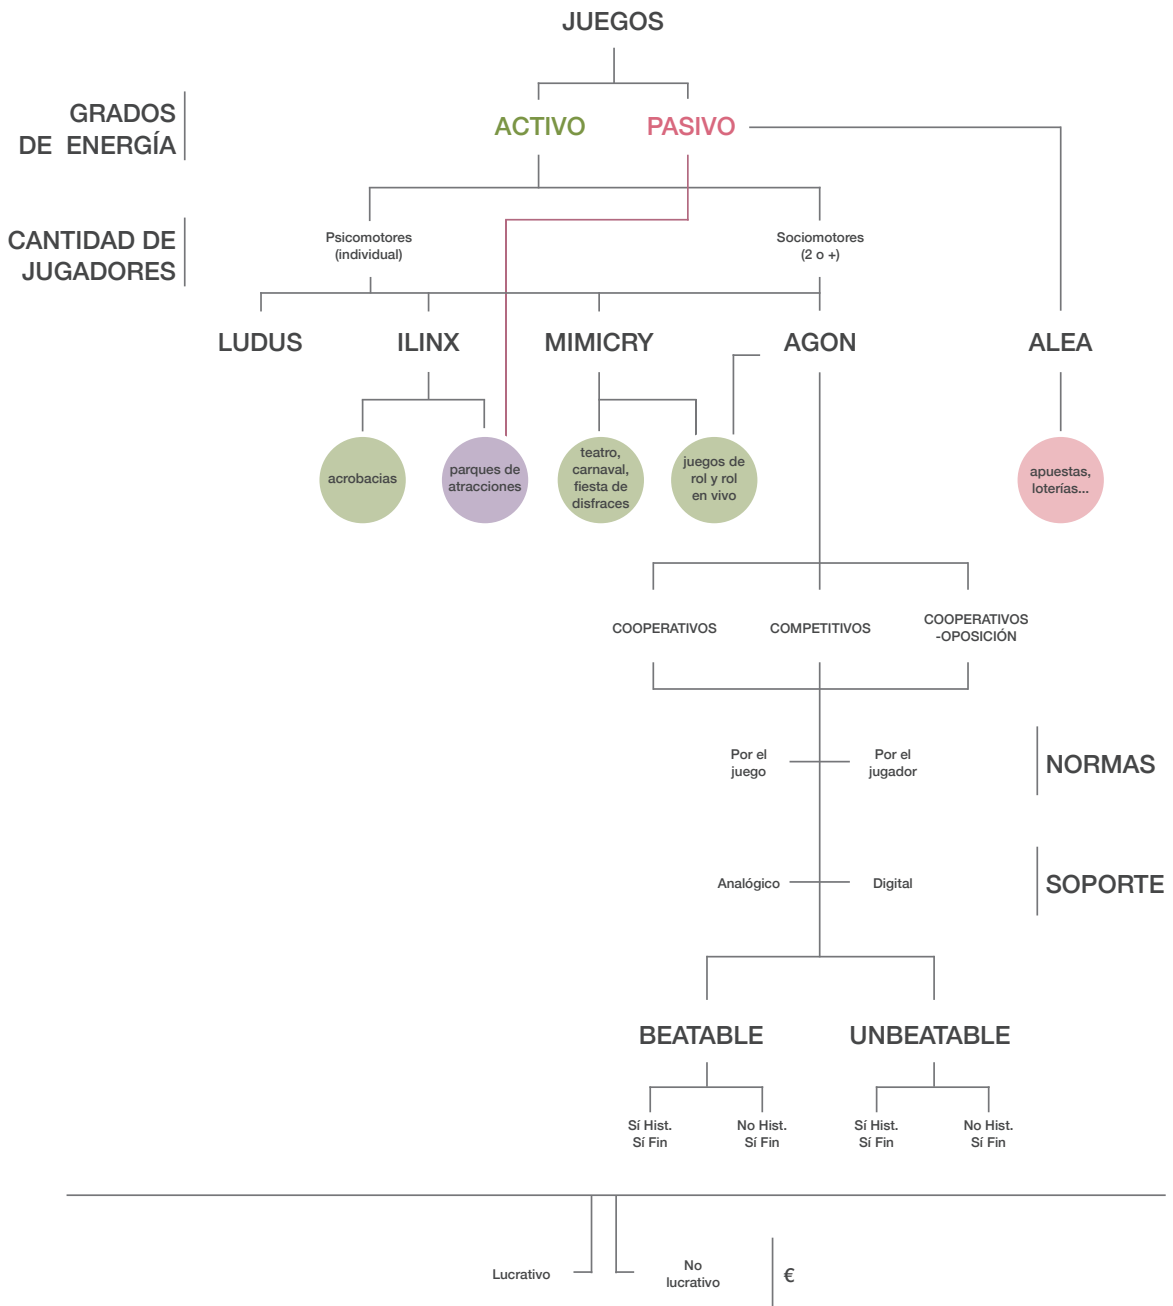 JUEGOS
GRADOS
DE ENERGÍA
ACTIVO
PASIVO
CANTIDAD DE
JUGADORES
Psicomotores
(individual)
Sociomotores
(2 o +)
LUDUS
ILINX
MIMICRY
AGON
ALEA
acrobacias
parques de
atracciones
teatro,
carnaval,
fiesta de
disfraces
juegos de
rol y rol
en vivo
apuestas,
loterías...
COOPERATIVOS
COMPETITIVOS
COOPERATIVOS
-OPOSICIÓN
Por el
juego
Por el
jugador
NORMAS
Analógico
Digital
SOPORTE
BEATABLE
UNBEATABLE
Sí Hist.
Sí Fin
No Hist.
Sí Fin
Sí Hist.
Sí Fin
No Hist.
Sí Fin
Lucrativo
No
lucrativo
€